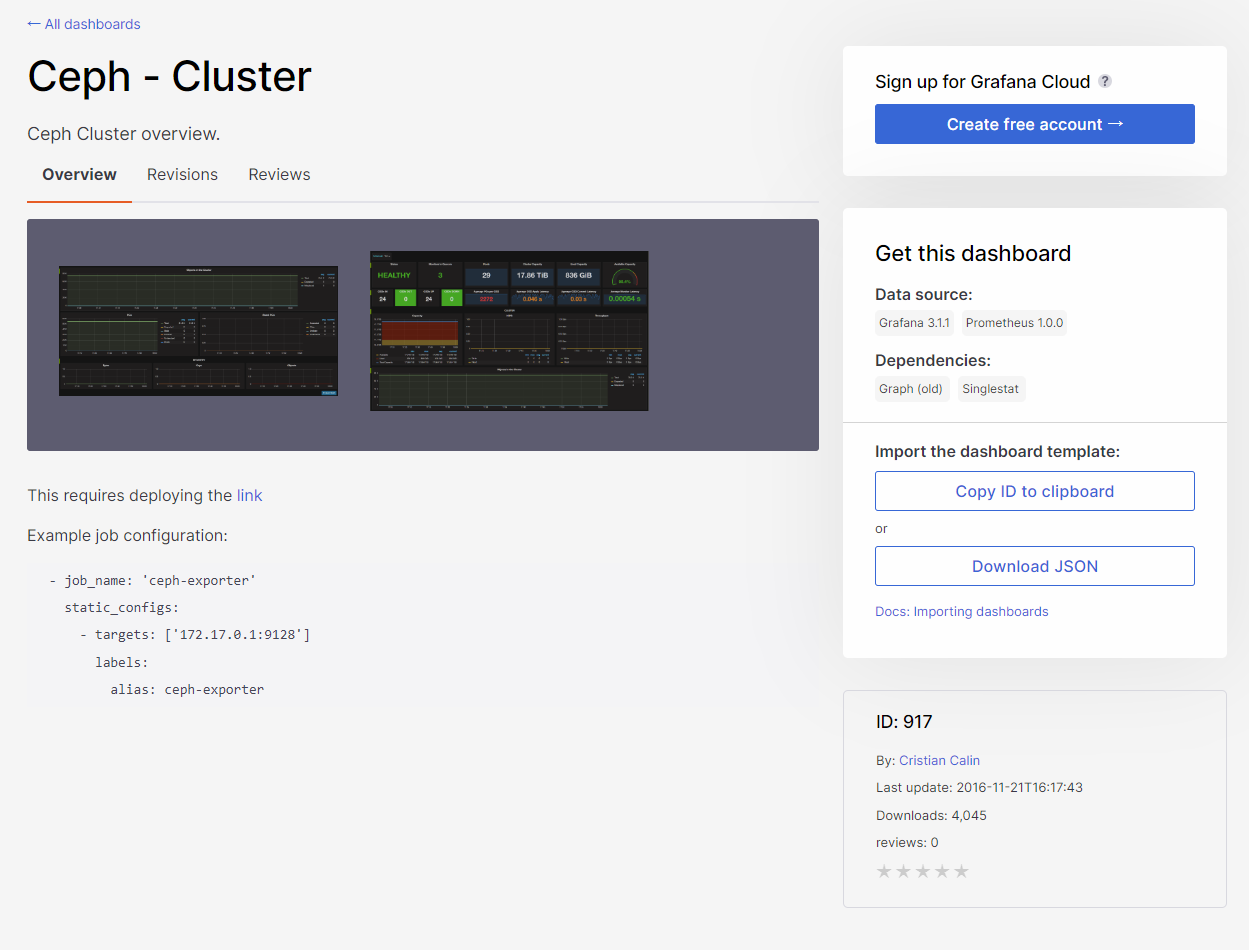 ← All dashboards
Ceph - Cluster
Ceph Cluster overview.
Overview Revisions Reviews
HEALTHY 3 29 17.86 TiB 836 GiB
24 0 24 0 0.046 s 0.03 s 0.00054 s
This requires deploying the link
Example job configuration:
- job_name: 'ceph-exporter'
static_configs:
- targets: ['172.17.0.1:9128']
labels:
alias: ceph-exporter
Sign up for Grafana Cloud ?
Create free account →
Get this dashboard
Data source:
Grafana 3.1.1 Prometheus 1.0.0
Dependencies:
Graph (old) Singlestat
Import the dashboard template:
Copy ID to clipboard
or
Download JSON
Docs: Importing dashboards
ID: 917
By: Cristian Calin
Last update: 2016-11-21T16:17:43
Downloads: 4,045
reviews: 0